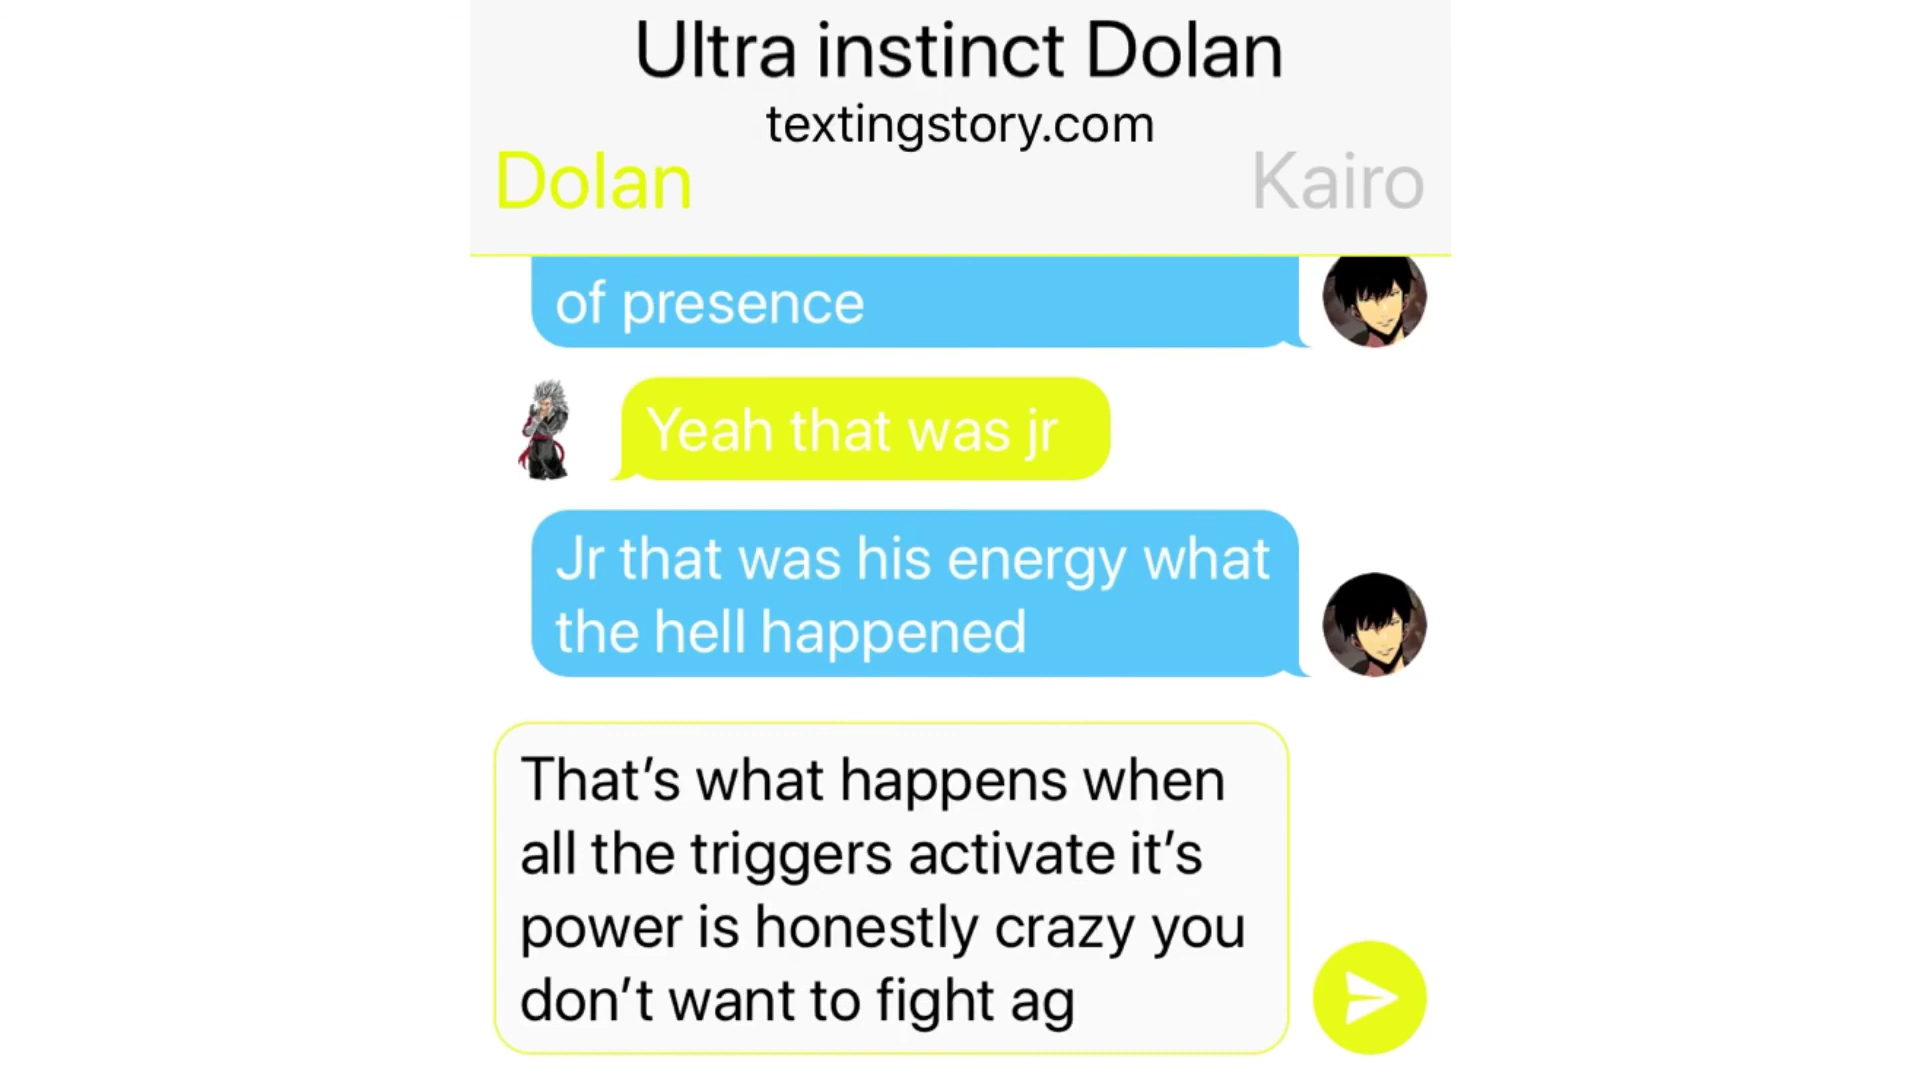 Ultra instinct Dolan
textingstory.com
Dolan
Kairo
of presence
Yeah that was jr
Jr that was his energy what
the hell happened
That’s what happens when
all the triggers activate it’s
power is honestly crazy you
don’t want to fight ag